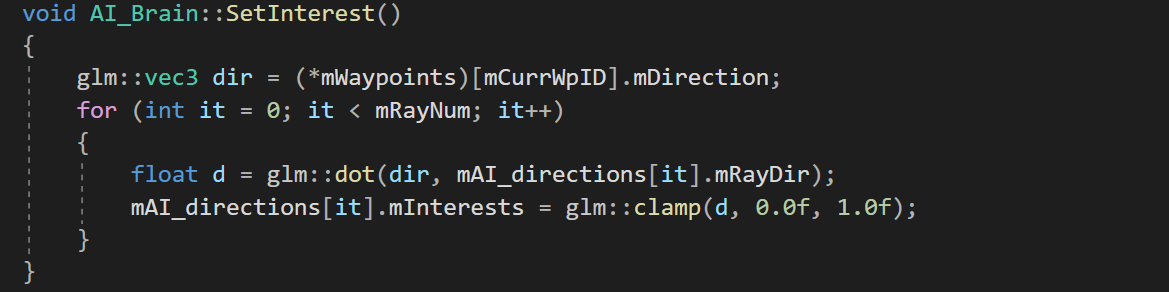 void AI_Brain::SetInterest()
{
glm::vec3 dir = (*mWaypoints)[mCurrWpID].mDirection;
for (int it = 0; it < mRayNum; it++)
{
float d = glm::dot(dir, mAI_directions[it].mRayDir);
mAI_directions[it].mInterests = glm::clamp(d, 0.0f, 1.0f);
}
}